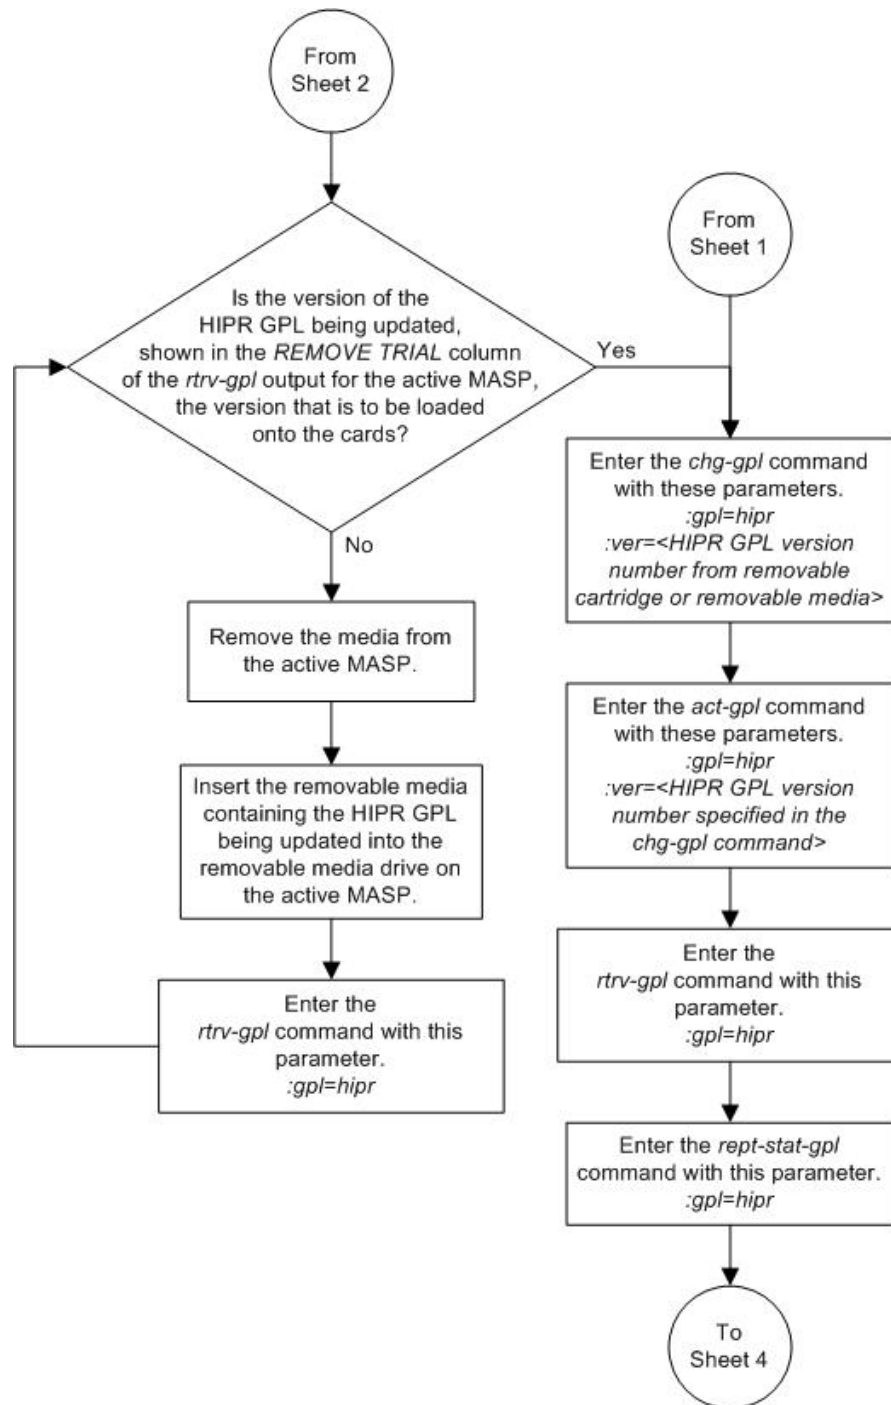 From
Sheet 2
Is the version of the
HIPR GPL being updated,
shown in the REMOVE TRIAL column
of the rtrv-gpl output for the active MASP,
the version that is to be loaded
onto the cards?
No
Remove the media from
the active MASP.
Insert the removable media
containing the HIPR GPL
being updated into the
removable media drive on
the active MASP.
Enter the
rtrv-gpl command with this
parameter.
:gpl=hipr
Yes
From
Sheet 1
Enter the chg-gpl command
with these parameters.
:gpl=hipr
:ver=<HIPR GPL version
number from removable
cartridge or removable media>
Enter the act-gpl command
with these parameters.
:gpl=hipr
:ver=<HIPR GPL version
number specified in the
chg-gpl command>
Enter the
rtrv-gpl command with this
parameter.
:gpl=hipr
Enter the rept-stat-gpl
command with this parameter.
:gpl=hipr
To
Sheet 4